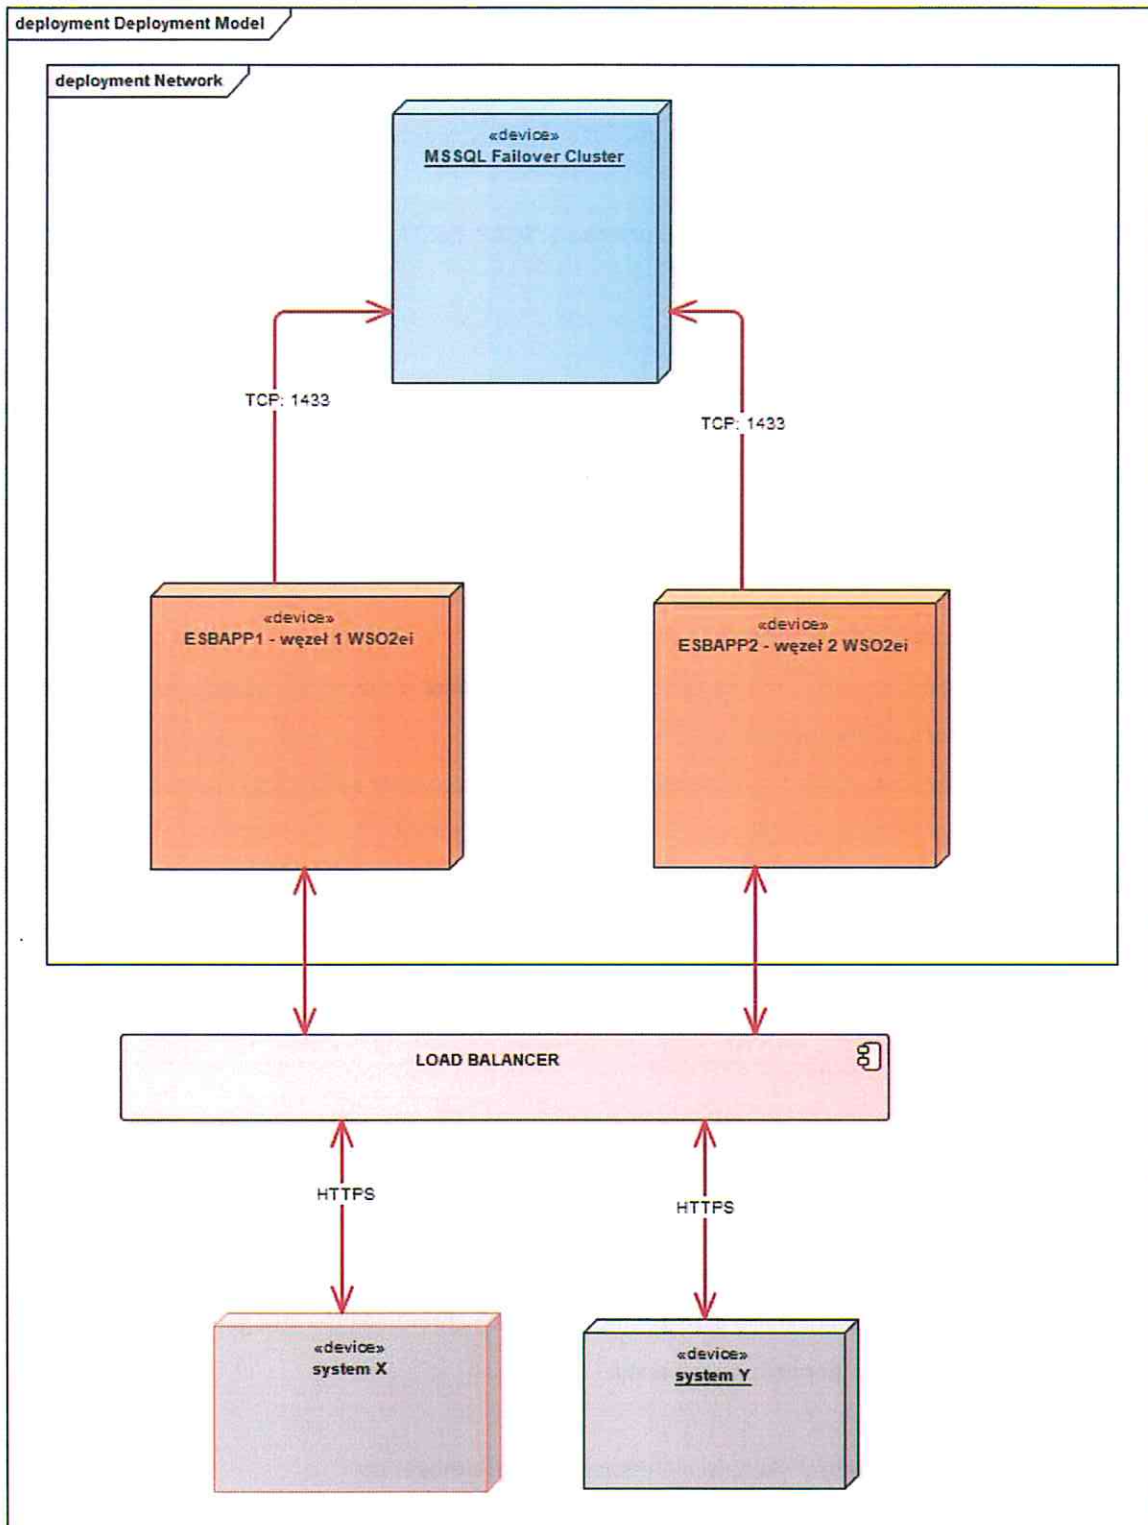 deployment Deployment Model
deployment Network
«device»
MSSQL Failover Cluster
TCP: 1433
TCP: 1433
«device»
ESBAPP1 - węzeł 1 WSO2ei
«device»
ESBAPP2 - węzeł 2 WSO2ei
LOAD BALANCER
HTTPS
HTTPS
«device»
system X
«device»
system Y